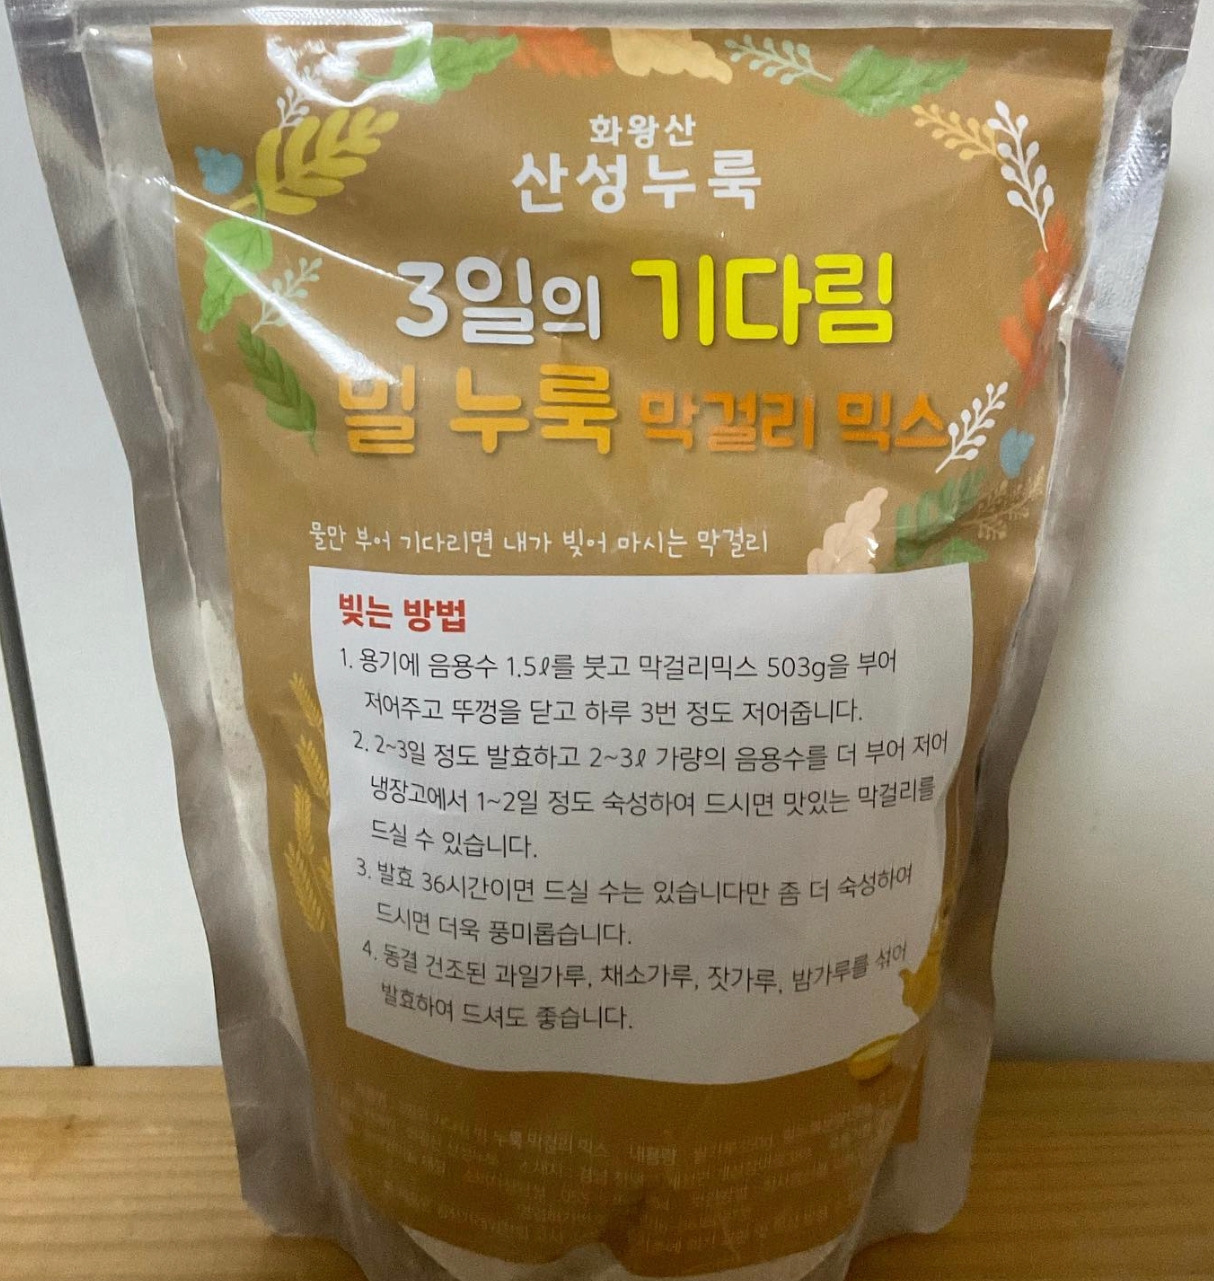 화왕산
산성누룩
3일의 기다림
밀 누룩 막걸리 믹스
물만 부어 기다리면 내가 빚어 마시는 막걸리
빚는 방법
1. 용기에 음용수 1.5ℓ를 붓고 막걸리믹스 503g을 부어
저어주고 뚜껑을 닫고 하루 3번 정도 저어줍니다.
2. 2~3일 정도 발효하고 2~3ℓ 가량의 음용수를 더 부어 저어
냉장고에서 1~2일 정도 숙성하여 드시면 맛있는 막걸리를
드실 수 있습니다.
3. 발효 36시간이면 드실 수는 있습니다만 좀 더 숙성하여
드시면 더욱 풍미롭습니다.
4. 동결 건조된 과일가루, 채소가루, 잣가루, 밤가루를 섞어
발효하여 드셔도 좋습니다.
누룩 막걸리 믹스 내용량